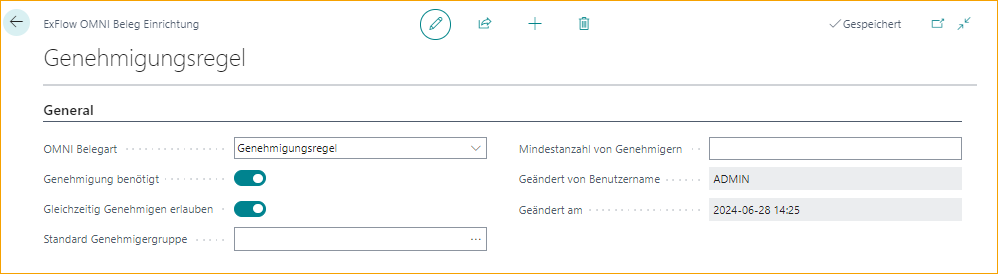 ExFlow OMNI Beleg Einrichtung
Gespeichert
Genehmigungsregel
General
OMNI Belegart Genehmigungsregel
Genehmigung benötigt
Gleichzeitig Genehmigen erlauben
Standard Genehmigergruppe ...
Mindestanzahl von Genehmigern
Geändert von Benutzername ADMIN
Geändert am 2024-06-28 14:25